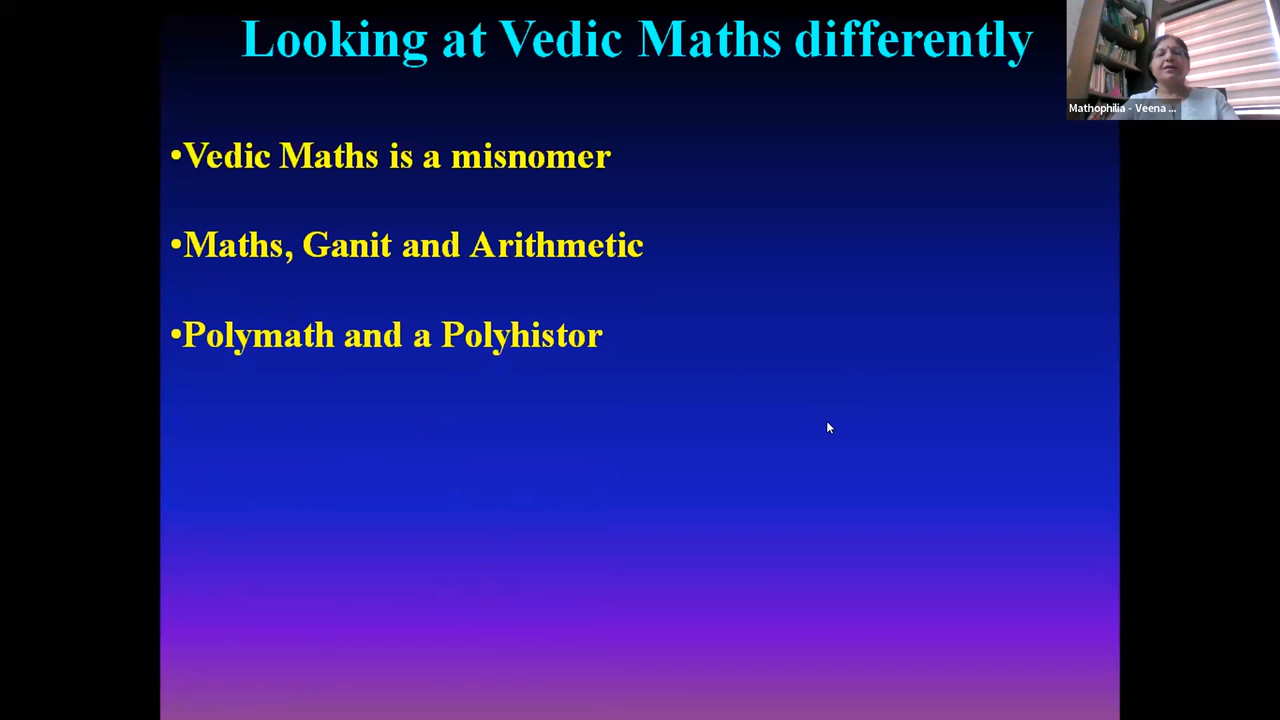 Looking at Vedic Maths differently
Mathophilia - Veena ...
•Vedic Maths is a misnomer
•Maths, Ganit and Arithmetic
•Polymath and a Polyhistor